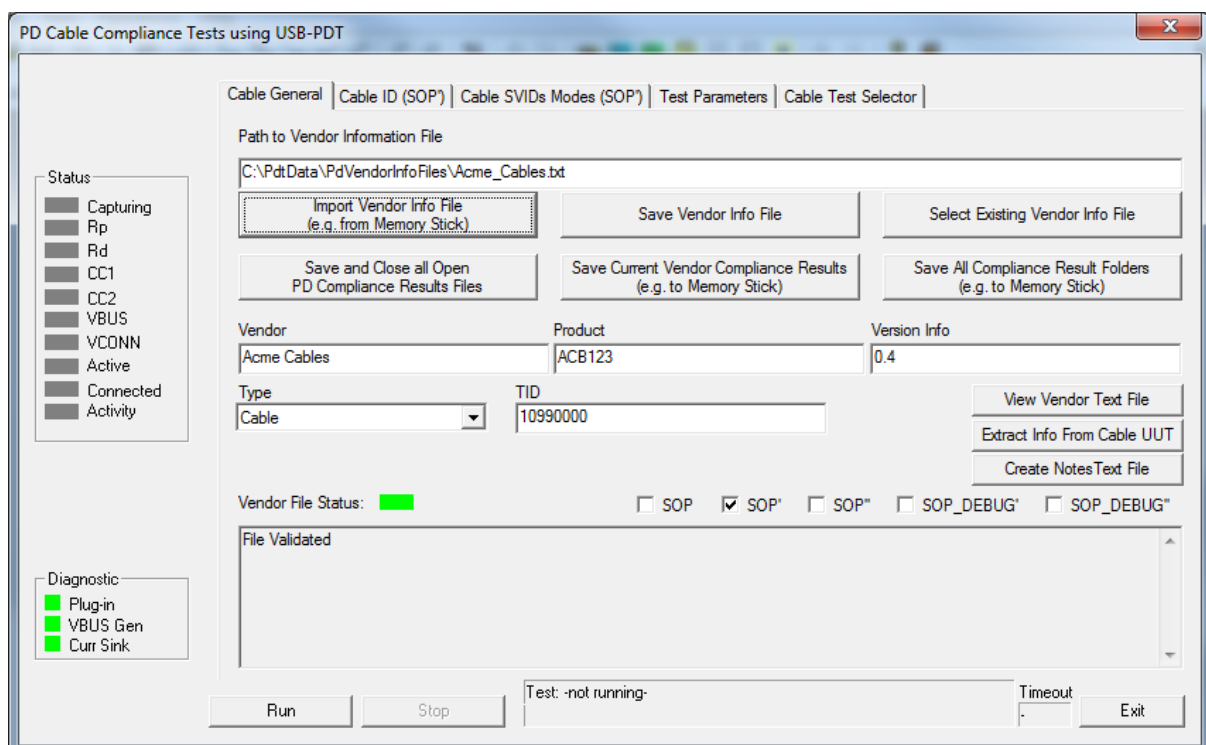 PD Cable Compliance Tests using USB-PDT
x
Cable General
Cable ID (SOP')
Cable SVIDs Modes (SOP')
Test Parameters
Cable Test Selector
Path to Vendor Information File
C:\PdtData\PdVendorInfoFiles\Acme_Cables.txt
Import Vendor Info File
(e.g. from Memory Stick)
Save Vendor Info File
Select Existing Vendor Info File
Save and Close all Open
PD Compliance Results Files
Save Current Vendor Compliance Results
(e.g. to Memory Stick)
Save All Compliance Result Folders
(e.g. to Memory Stick)
Status
Capturing
Rp
Rd
CC1
CC2
VBUS
VCONN
Active
Connected
Activity
Vendor
Product
Version Info
Acme Cables
ACB123
0.4
Type
TID
Cable
10990000
View Vendor Text File
Extract Info From Cable UUT
Create NotesText File
Vendor File Status:
SOP
SOP'
SOP''
SOP_DEBUG'
SOP_DEBUG''
File Validated
Diagnostic
Plug-in
VBUS Gen
Curr Sink
Run
Stop
Test: -not running-
Timeout
-
Exit